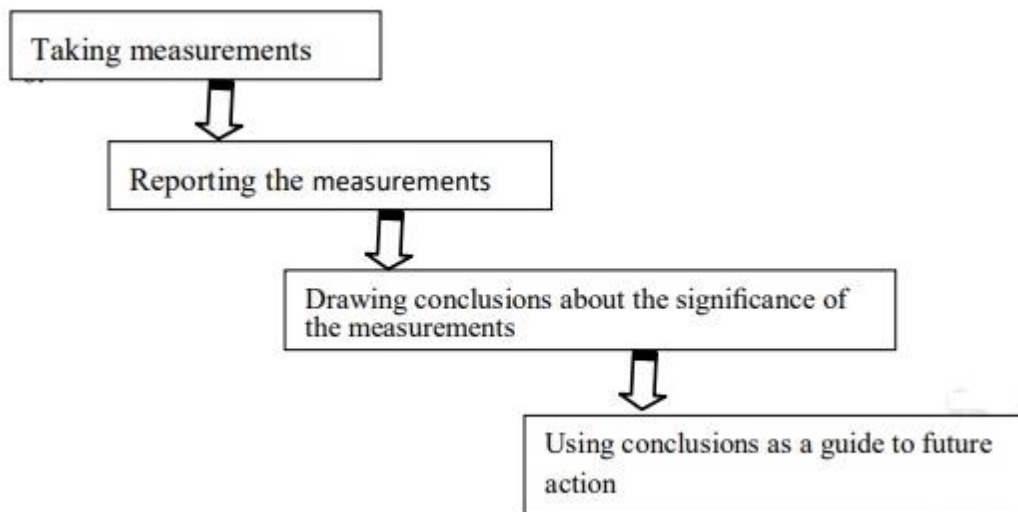 Taking measurements
Reporting the measurements
Drawing conclusions about the significance of
the measurements
Using conclusions as a guide to future
action